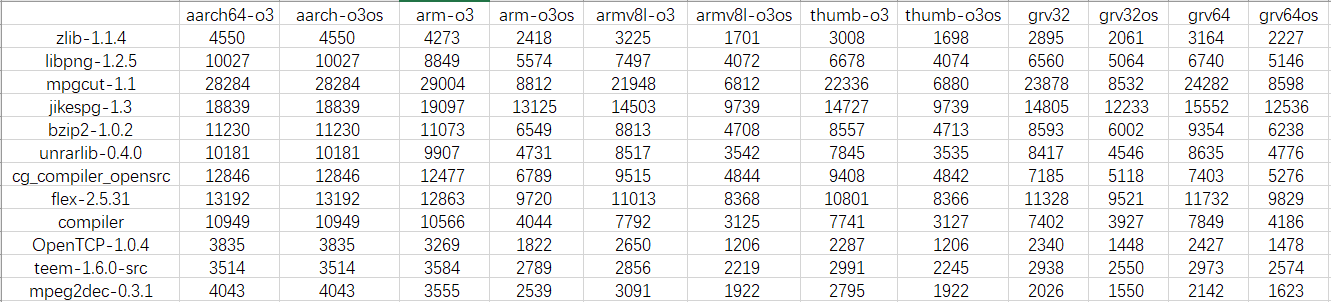 aarch64-o3 aarch-o3os arm-o3 arm-o3os armv8l-o3 armv8l-o3os thumb-o3 thumb-o3os grv32 grv32os grv64 grv64os
zlib-1.1.4 4550 4550 4273 2418 3225 1701 3008 1698 2895 2061 3164 2227
libpng-1.2.5 10027 10027 8849 5574 7497 4072 6678 4074 6560 5064 6740 5146
mpgcut-1.1 28284 28284 29004 8812 21948 6812 22336 6880 23878 8532 24282 8598
jikespg-1.3 18839 18839 19097 13125 14503 9739 14727 9739 14805 12233 15552 12536
bzip2-1.0.2 11230 11230 11073 6549 8813 4708 8557 4713 8593 6002 9354 6238
unrarlib-0.4.0 10181 10181 9907 4731 8517 3542 7845 3535 8417 4546 8635 4776
cg_compiler_opensrc 12846 12846 12477 6789 9515 4844 9408 4842 7185 5118 7403 5276
flex-2.5.31 13192 13192 12863 9720 11013 8368 10801 8366 11328 9521 11732 9829
compiler 10949 10949 10566 4044 7792 3125 7741 3127 7402 3927 7849 4186
OpenTCP-1.0.4 3835 3835 3269 1822 2650 1206 2287 1206 2340 1448 2427 1478
teem-1.6.0-src 3514 3514 3584 2789 2856 2219 2991 2245 2938 2550 2973 2574
mpeg2dec-0.3.1 4043 4043 3555 2539 3091 1922 2795 1922 2026 1550 2142 1623